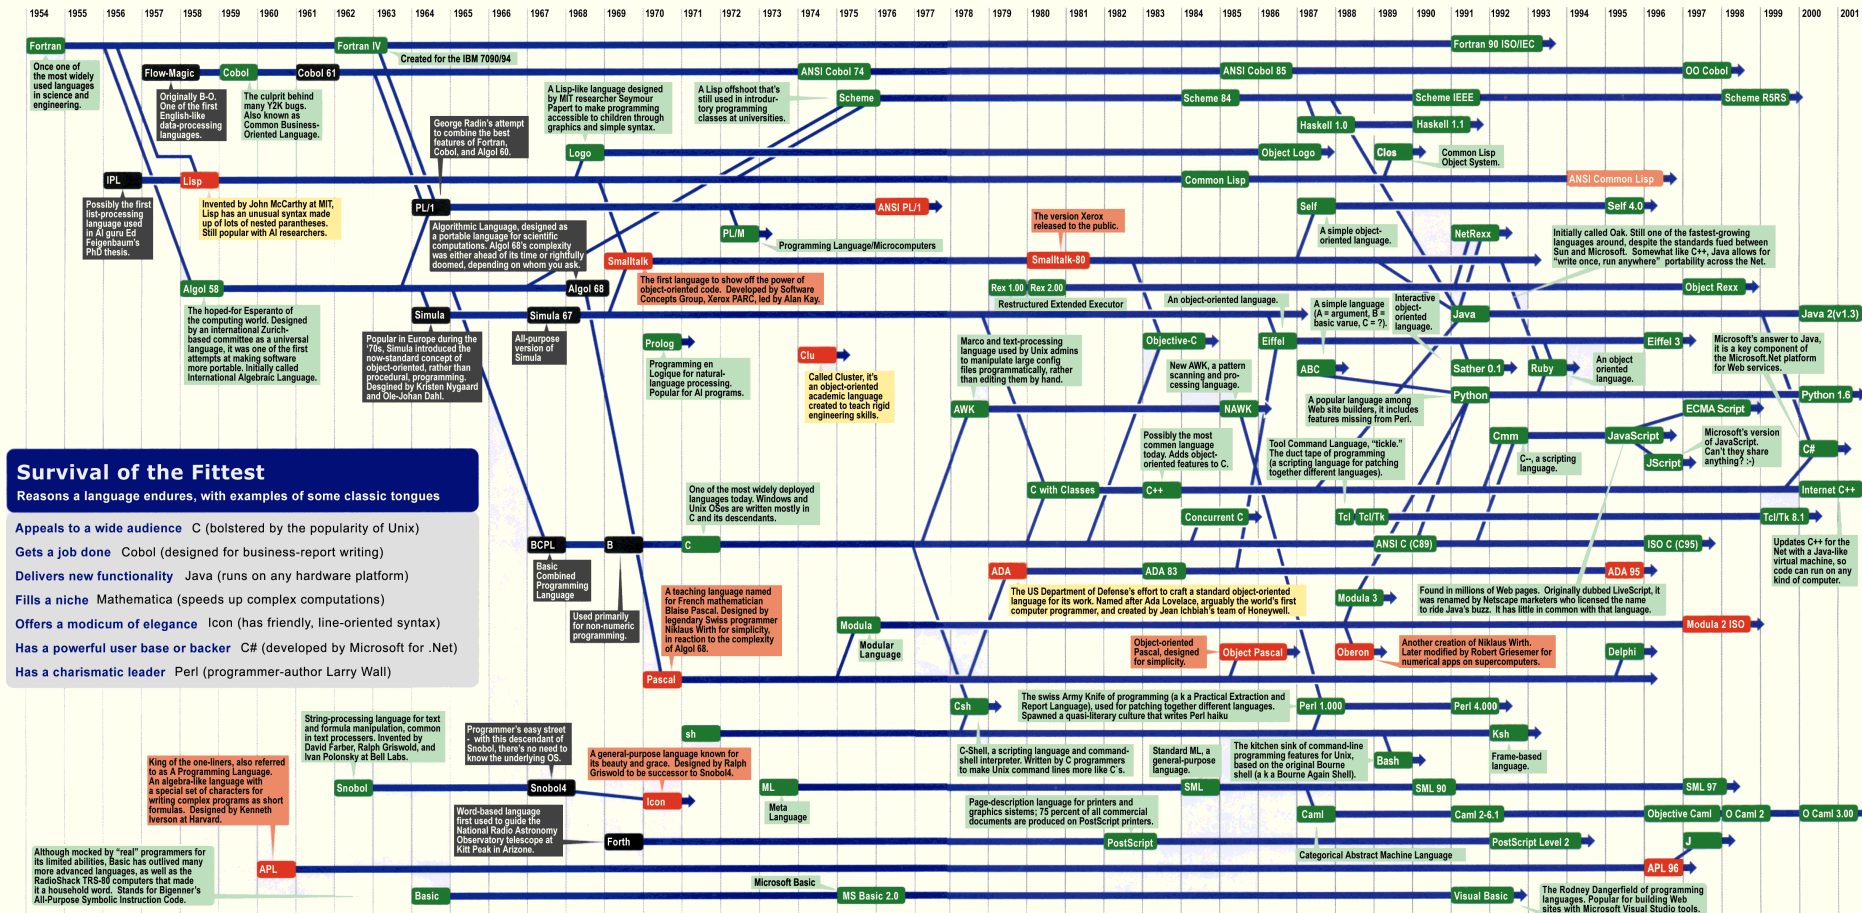 1954 1955 1956 1957 1958 1959 1960 1961 1962 1963 1964 1965 1966 1967 1968 1969 1970 1971 1972 1973 1974 1975 1976 1977 1978 1979 1980 1981 1982 1983 1984 1985 1986 1987 1988 1989 1990 1991 1992 1993 1994 1995 1996 1997 1998 1999 2000 2001
Fortran
Fortran IV
Fortran 90 ISO/IEC
Once one of
the most widely
used languages
in science and
engineering.
Created for the IBM 7090/94
Flow-Magic
Cobol
Cobol 61
ANSI Cobol 74
ANSI Cobol 85
OO Cobol
Originally B-O.
One of the first
English-like
data-processing
languages.
The culprit behind
many Y2K bugs.
Also known as
Common Business-
Oriented Language.
A Lisp-like language designed
by MIT researcher Seymour
Papert to make programming
accessible to children through
graphics and simple syntax.
A Lisp offshoot that's
still used in introduc-
tory programming
classes at universities.
Scheme
Scheme 84
Scheme IEEE
Scheme R5RS
George Radin's attempt
to combine the best
features of Fortran,
Cobol, and Algol 60.
Haskell 1.0
Haskell 1.1
Logo
Object Logo
Clos
Common Lisp
Object System.
IPL
Lisp
Common Lisp
ANSI Common Lisp
Possibly the first
list-processing
language used
in AI guru Ed
Feigenbaum's
PhD thesis.
Invented by John McCarthy at MIT,
Lisp has an unusual syntax made
up of lots of nested parantheses.
Still popular with AI researchers.
PL/1
ANSI PL/1
Self
Self 4.0
A simple object-
oriented language.
PL/M
Programming Language/Microcomputers
The version Xerox
released to the public.
NetRexx
Initially called Oak. Still one of the fastest-growing
languages around, despite the standards fued between
Sun and Microsoft. Somewhat like C++, Java allows for
"write once, run anywhere" portability across the Net.
Algorithmic Language, designed as
a portable language for scientific
computations. Algol 68's complexity
was either ahead of its time or rightfully
doomed, depending on whom you ask.
Smalltalk
Smalltalk-80
The first language to show off the power of
object-oriented code. Developed by Software
Concepts Group, Xerox PARC, led by Alan Kay.
Algol 58
Algol 68
Rex 1.00
Rex 2.00
Object Rexx
Restructured Extended Executor
The hoped-for Esperanto
of the computing world. Designed
by an international Zurich-
based committee as a universal
language, it was one of the first
attempts at making software
more portable. Initially called
International Algebraic Language.
An object-oriented language.
A simple language
(A = argument, B =
basic varue, C = ?).
Interactive
object-
oriented
language.
Simula
Simula 67
Java
Java 2(v1.3)
Popular in Europe during the
'70s, Simula introduced the
now-standard concept of
object-oriented, rather than
procedural, programming.
Desgined by Kristen Nygaard
and Ole-Johan Dahl.
All-purpose
version of
Simula
Prolog
Programming en
Logique for natural-
language processing.
Popular for AI programs.
Clu
Called Cluster, it's
an object-oriented
academic language
created to teach rigid
engineering skills.
Marco and text-processing
language used by Unix admins
to manipulate large config
files programmatically, rather
than editing them by hand.
Objective-C
Eiffel
Eiffel 3
Microsoft's answer to Java,
it is a key component of
the Microsoft.Net platform
for Web services.
New AWK, a pattern
scanning and pro-
cessing language.
ABC
Sather 0.1
Ruby
An object
oriented
language.
Python
Python 1.6
A popular language among
Web site builders, it includes
features missing from Perl.
AWK
NAWK
ECMA Script
Possibly the most
commen language
today. Adds object-
oriented features to C.
Tool Command Language, "tickle."
The duct tape of programming
(a scripting language for patching
together different languages).
Cmm
JavaScript
C--, a scripting
language.
JScript
Microsoft's version
of JavaScript.
Can't they share
anything? :-)
C#
Survival of the Fittest
Reasons a language endures, with examples of some classic tongues
Appeals to a wide audience C (bolstered by the popularity of Unix)
Gets a job done Cobol (designed for business-report writing)
Delivers new functionality Java (runs on any hardware platform)
Fills a niche Mathematica (speeds up complex computations)
Offers a modicum of elegance Icon (has friendly, line-oriented syntax)
Has a powerful user base or backer C# (developed by Microsoft for .Net)
Has a charismatic leader Perl (programmer-author Larry Wall)
One of the most widely deployed
languages today. Windows and
Unix OSes are written mostly in
C and its descendants.
C with Classes
C++
Internet C++
Concurrent C
Tcl
Tcl/Tk
Tcl/Tk 8.1
BCPL
B
C
ANSI C (C89)
ISO C (C95)
Updates C++ for the
Net with a Java-like
virtual machine, so
code can run on any
kind of computer.
Basic
Combined
Programming
Language
Used primarily
for non-numeric
programming.
A teaching language named
for French mathematician
Blaise Pascal. Designed by
legendary Swiss programmer
Niklaus Wirth for simplicity,
in reaction to the complexity
of Algol 68.
ADA
ADA 83
ADA 95
The US Department of Defense's effort to craft a standard object-oriented
language for its work. Named after Ada Lovelace, arguably the world's first
computer programmer, and created by Jean Ichbiah's team of Honeywell.
Modula 3
Found in millions of Web pages. Originally dubbed LiveScript, it
was renamed by Netscape marketers who licensed the name
to ride Java's buzz. It has little in common with that language.
Modula
Modula 2 ISO
Modular
Language
Object-oriented
Pascal, designed
for simplicity.
Object Pascal
Oberon
Another creation of Niklaus Wirth.
Later modified by Robert Griesemer for
numerical apps on supercomputers.
Delphi
Pascal
Csh
The swiss Army Knife of programming (a k a Practical Extraction and
Report Language), used for patching together different languages.
Spawned a quasi-literary culture that writes Perl haiku
Perl 1.000
Perl 4.000
String-processing language for text
and formula manipulation, common
in text processers. Invented by
David Farber, Ralph Griswold, and
Ivan Polonsky at Bell Labs.
Programmer's easy street
- with this descendant of
Snobol, there's no need to
know the underlying OS.
sh
Ksh
A general-purpose language known for
its beauty and grace. Designed by Ralph
Griswold to be successor to Snobol4.
C-Shell, a scripting language and command-
shell interpreter. Written by C programmers
to make Unix command lines more like C`s.
Standard ML, a
general-purpose
language.
The kitchen sink of command-line
programming features for Unix,
based on the original Bourne
shell (a k a Bourne Again Shell).
Bash
Frame-based
language.
King of the one-liners, also referred
to as A Programming Language.
An algebra-like language with
a special set of characters for
writing complex programs as short
formulas. Designed by Kenneth
Iverson at Harvard.
Snobol
Snobol4
Icon
ML
SML
SML 90
SML 97
Meta
Language
Word-based language
first used to guide the
National Radio Astronomy
Observatory telescope at
Kitt Peak in Arizone.
Page-description language for printers and
graphics sistems; 75 percent of all commercial
documents are produced on PostScript printers.
Caml
Caml 2-6.1
Objective Caml
O Caml 2
O Caml 3.00
Forth
PostScript
PostScript Level 2
J
Categorical Abstract Machine Language
Although mocked by "real" programmers for
its limited abilities, Basic has outlived many
more advanced languages, as well as the
RadioShack TRS-80 computers that made
it a household word. Stands for Bigenner's
All-Purpose Symbolic Instruction Code.
APL
APL 96
Microsoft Basic
Basic
MS Basic 2.0
Visual Basic
The Rodney Dangerfield of programming
languages. Popular for building Web
sites with Microsoft Visual Studio tools.